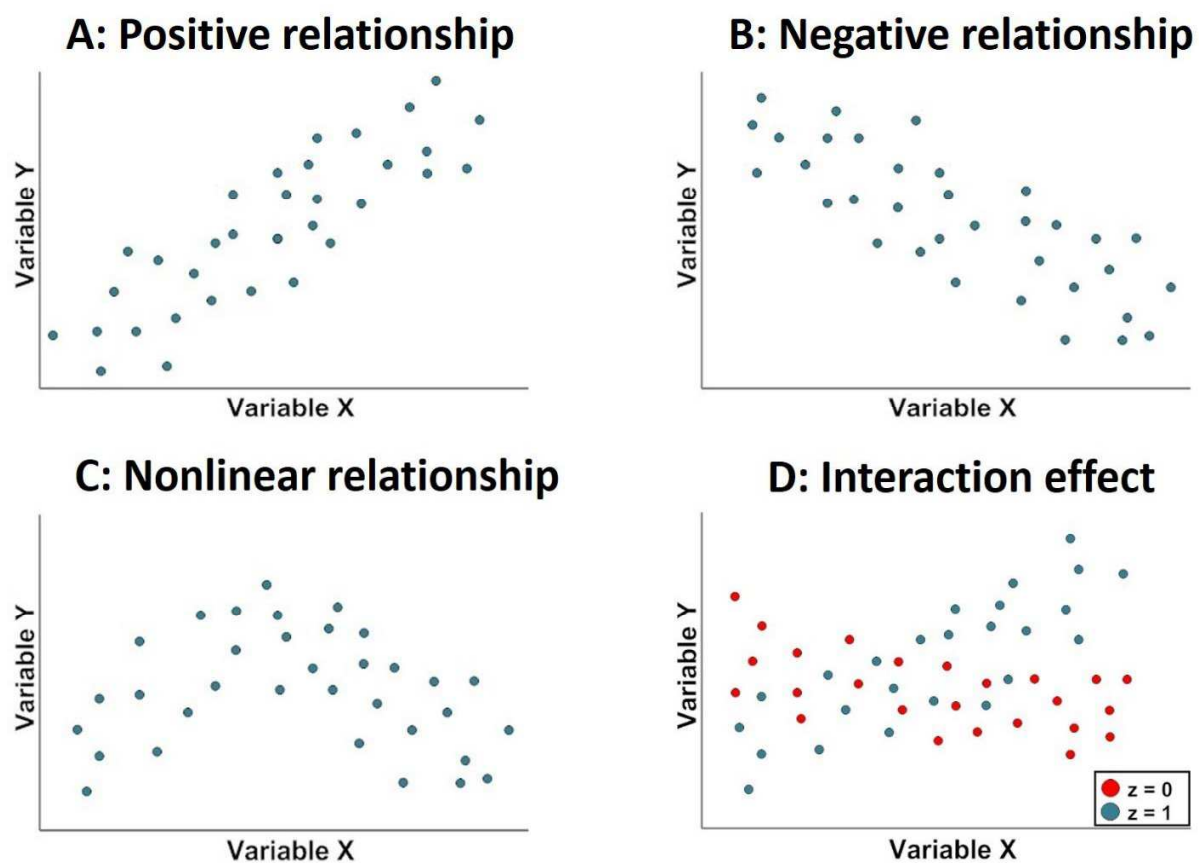 A: Positive relationship
Variable Y
Variable X
B: Negative relationship
Variable Y
Variable X
C: Nonlinear relationship
Variable Y
Variable X
D: Interaction effect
Variable Y
z = 0
z = 1
Variable X